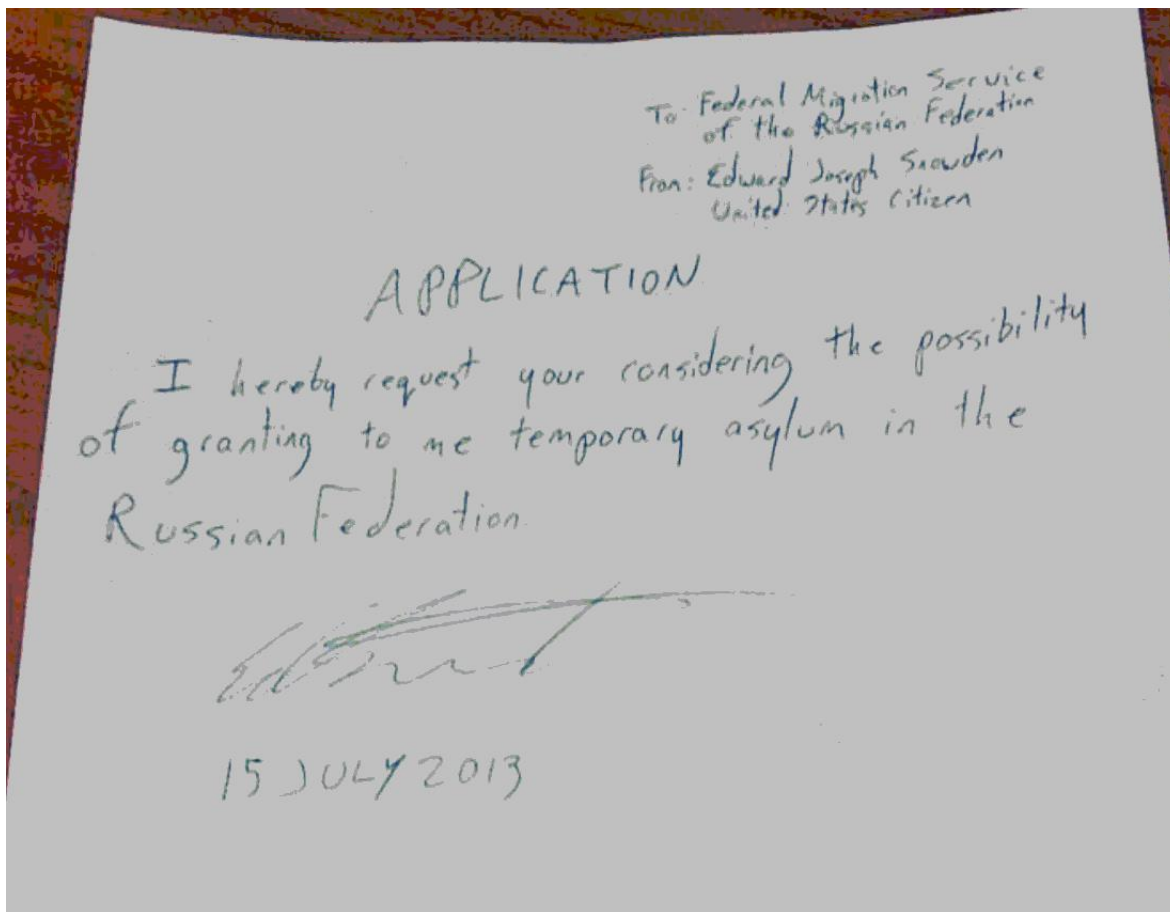 To: Federal Migration Service
of the Russian Federation
From: Edward Joseph Snowden
United States Citizen
APPLICATION
I hereby request your considering the possibility
of granting to me temporary asylum in the
Russian Federation.
15 JULY 2013